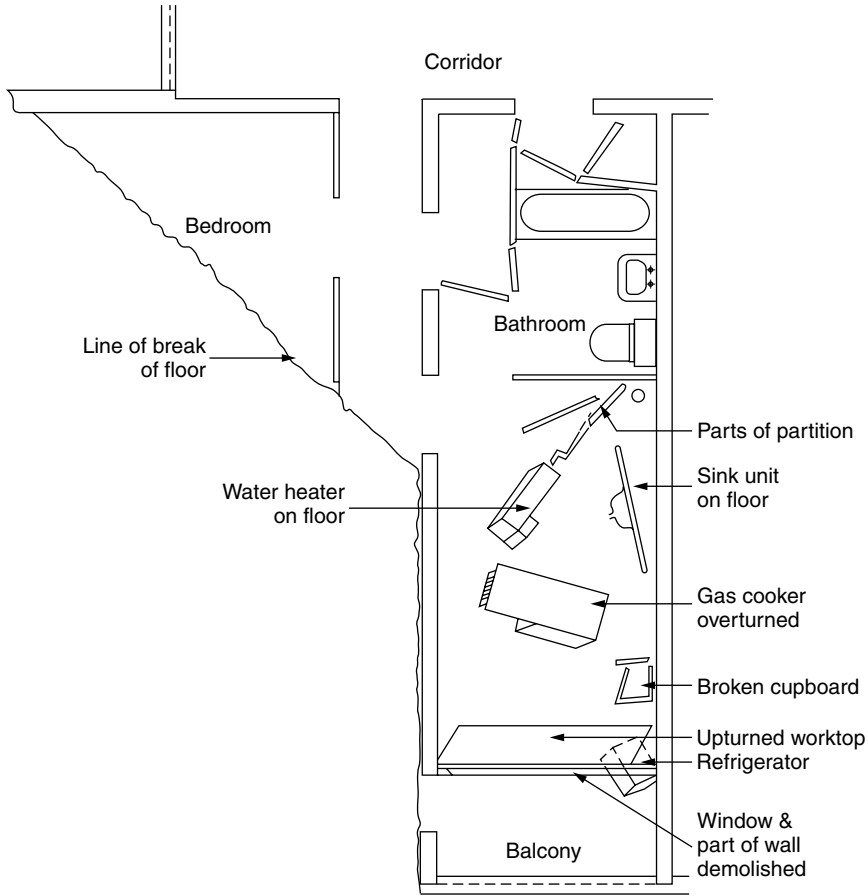 Corridor
Bedroom
Line of break
of floor
Bathroom
Parts of partition
Water heater
on floor
Sink unit
on floor
Gas cooker
overturned
Broken cupboard
Upturned worktop
Refrigerator
Window &
part of wall
demolished
Balcony